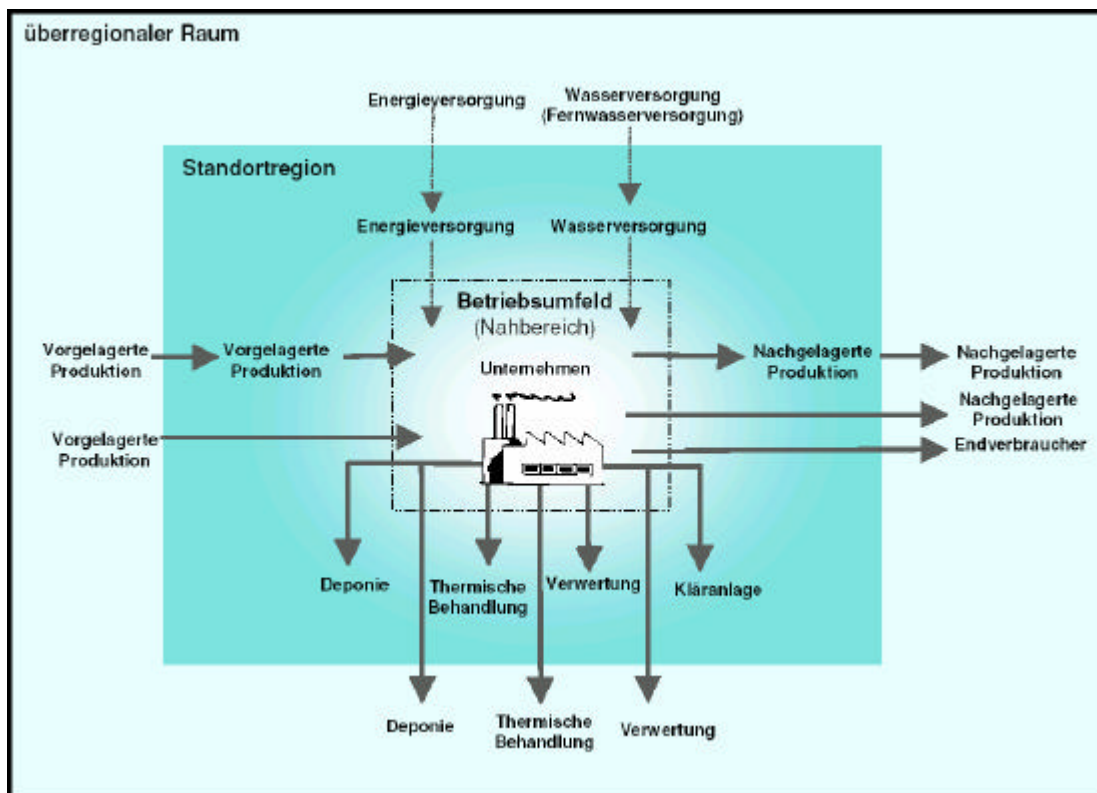 überregionaler Raum
Energieversorgung
Wasserversorgung
(Fernwasserversorgung)
Standortregion
Energieversorgung
Wasserversorgung
Betriebsumfeld
(Nahbereich)
Vorgelagerte
Produktion
Vorgelagerte
Produktion
Unternehmen
Nachgelagerte
Produktion
Nachgelagerte
Produktion
Nachgelagerte
Produktion
Vorgelagerte
Produktion
Endverbraucher
Deponie
Thermische
Behandlung
Verwertung
Kläranlage
Deponie
Thermische
Behandlung
Verwertung